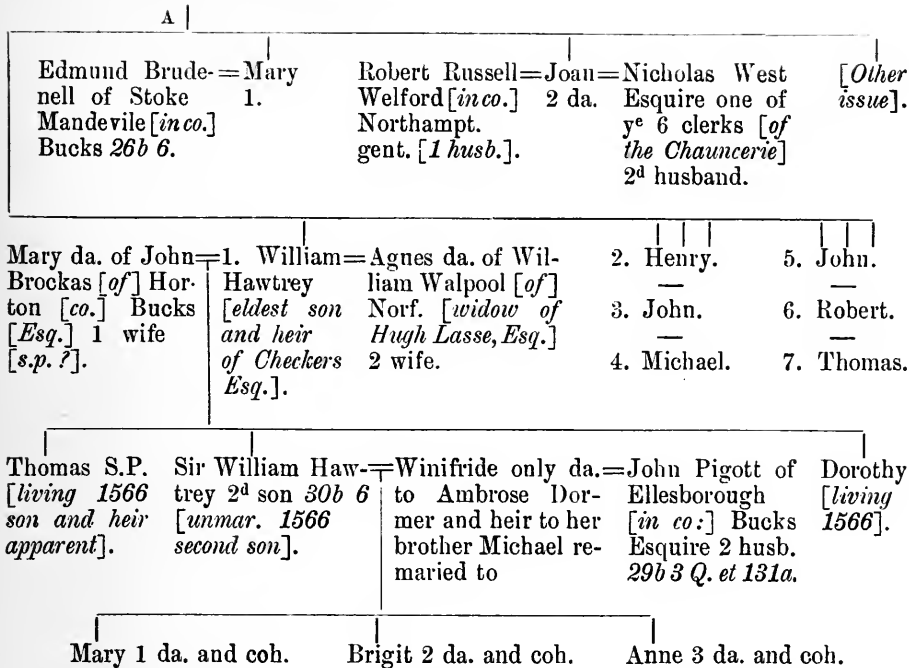 A
Edmund Brude-=Mary
nell of Stoke 1.
Mandevile [in co.]
Bucks 26b 6.
Robert Russell=Joan=Nicholas West
Welford [in co.] 2 da. Esquire one of
Northampt. yᵉ 6 clerks [of
gent. [1 husb.]. the Chauncerie]
2ᵈ husband.
[Other
issue].
Mary da. of John=1. William=Agnes da. of Wil-
Brockas [of] Hor- Hawtrey liam Walpool [of]
ton [co.] Bucks [eldest son Norf. [widow of
[Esq.] 1 wife and heir Hugh Lasse, Esq.]
[s.p. ?]. of Checkers 2 wife.
Esq.].
2. Henry. 5. John.
3. John. 6. Robert.
4. Michael. 7. Thomas.
Thomas S.P.
[living 1566
son and heir
apparent].
Sir William Haw-=Winifride only da.=John Pigott of
trey 2ᵈ son 30b 6 to Ambrose Dor- Ellesborough
[unmar. 1566 mer and heir to her [in co:] Bucks
second son]. brother Michael re- Esquire 2 husb.
maried to 29b 3 Q. et 131a.
Dorothy
[living
1566].
Mary 1 da. and coh. Brigit 2 da. and coh. Anne 3 da. and coh.